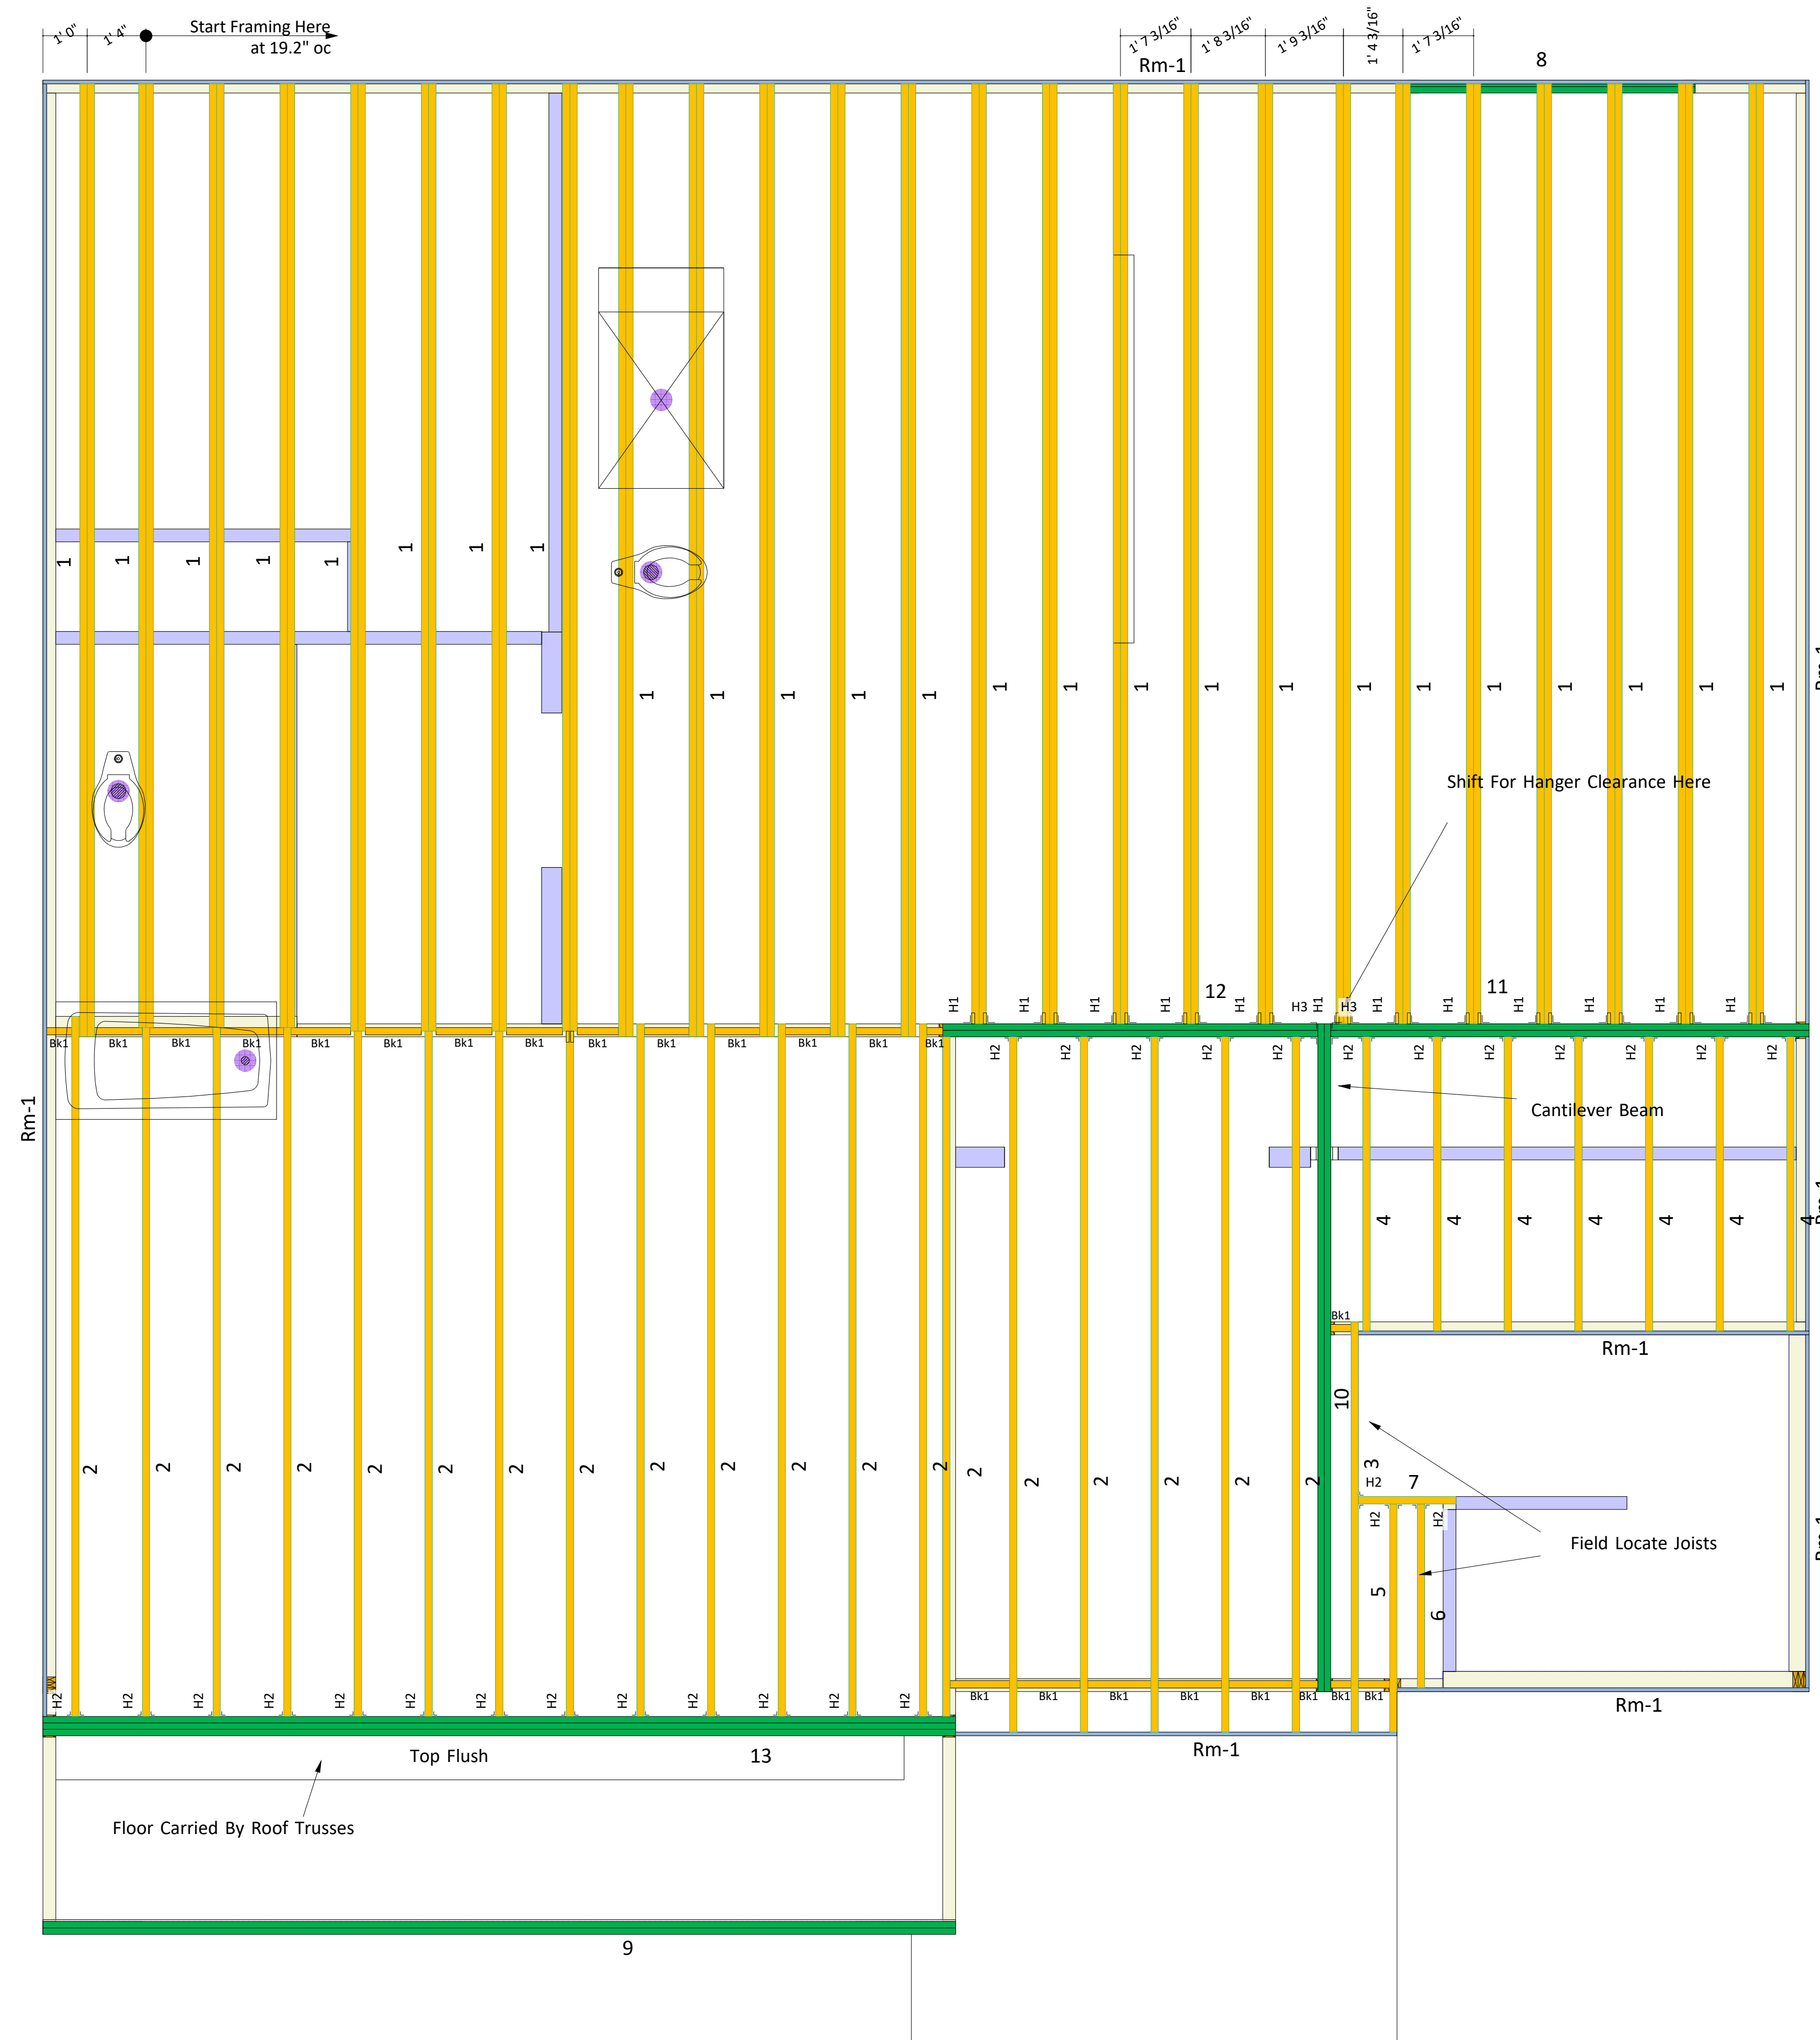 Start Framing Here
at 19.2" oc
1' 0"
1' 4"
1' 7 3/16"
1' 8 3/16"
1' 9 3/16"
1' 4 3/16"
1' 7 3/16"
Rm-1
8
1 1 1 1 1 1 1 1
1 1 1 1 1 1 1 1 1 1 1 1 1 1 1 1 1
Rm-1
Shift For Hanger Clearance Here
12
11
H1 H1 H1 H1 H1 H3 H1 H3 H1 H1 H1 H1 H1 H1
Bk1 Bk1 Bk1 Bk1 Bk1 Bk1 Bk1 Bk1 Bk1 Bk1 Bk1 Bk1 Bk1 Bk1
H2 H2 H2 H2 H2 H2 H2 H2 H2 H2 H2 H2
Rm-1
Cantilever Beam
4 4 4 4 4 4 4
Rm-1
Bk1
Rm-1
10
2 2 2 2 2 2 2 2 2 2 2 2 2 2 2 2 2 2 2
3
H2
7
H2
H2
Field Locate Joists
Rm-1
5
6
H2 H2 H2 H2 H2 H2 H2 H2 H2 H2 H2 H2 H2
Bk1 Bk1 Bk1 Bk1 Bk1 Bk1 Bk1 Bk1
Rm-1
Rm-1
Top Flush
13
Floor Carried By Roof Trusses
9